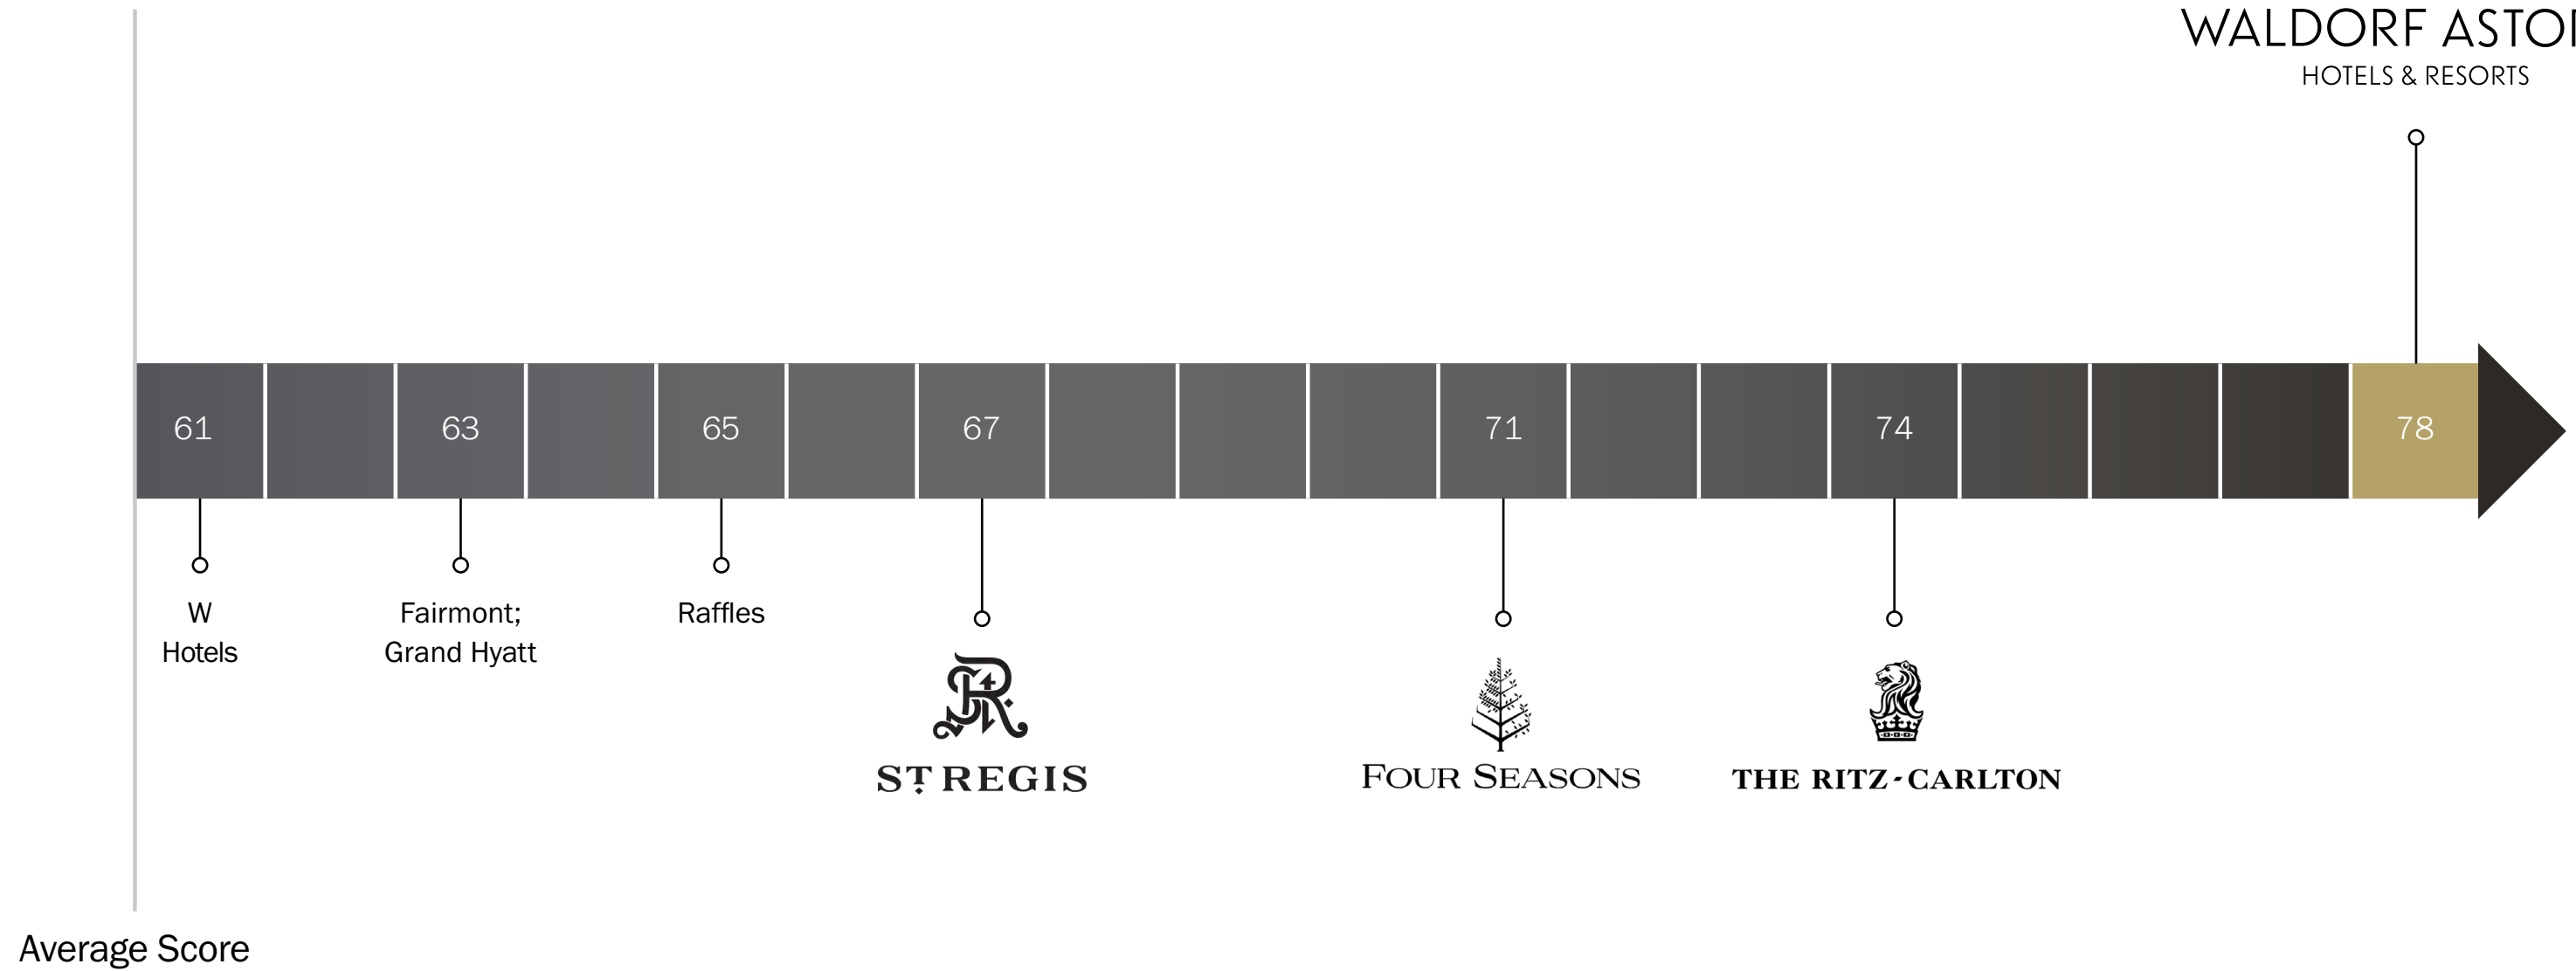 WALDORF ASTO
HOTELS & RESORTS
61 63 65 67 71 74 78
W
Hotels
Fairmont;
Grand Hyatt
Raffles
ST REGIS
FOUR SEASONS
THE RITZ-CARLTON
Average Score